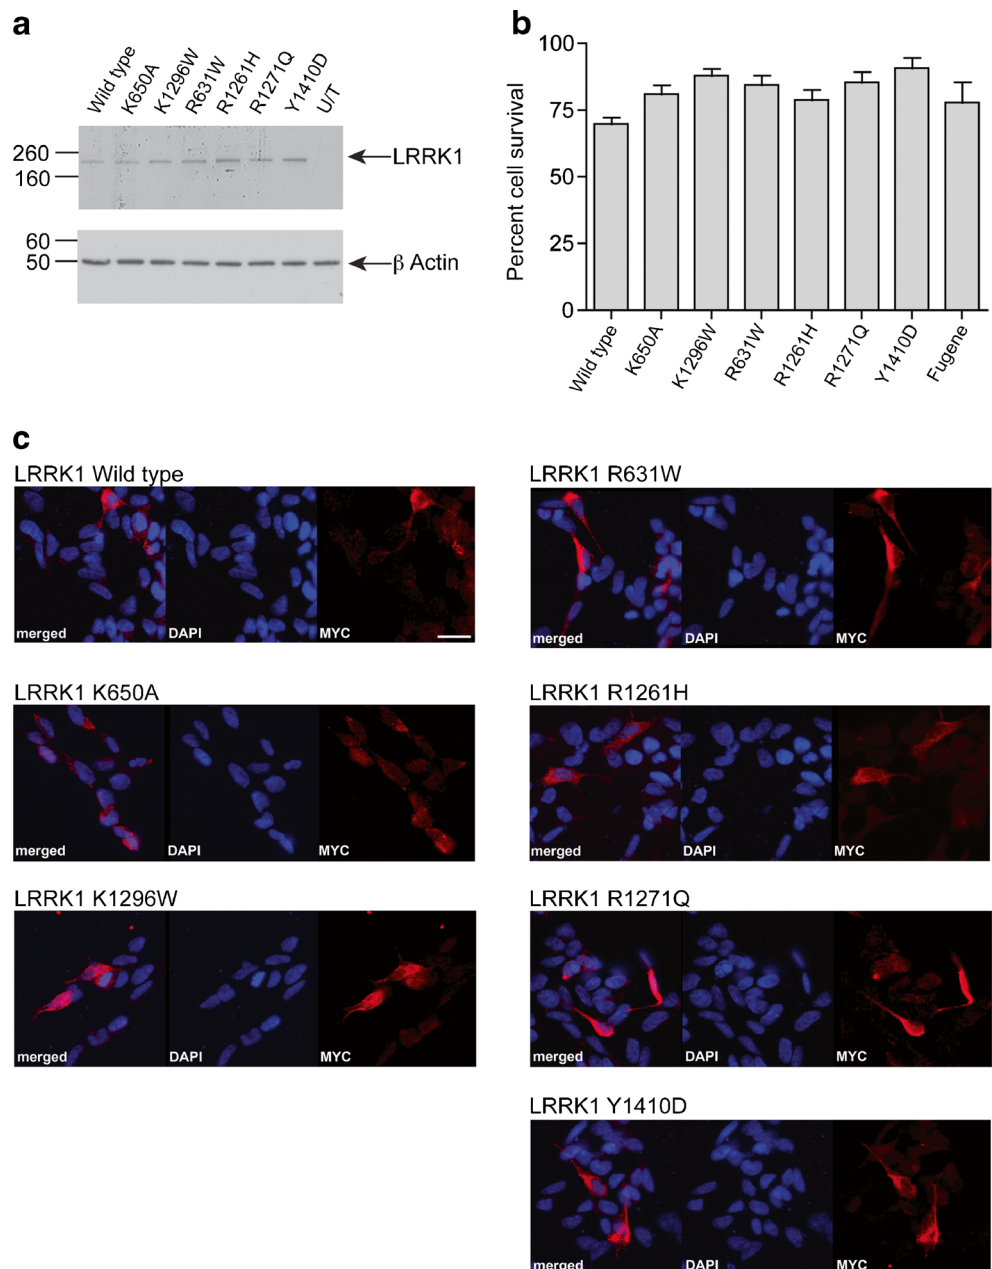 a
Wild type
K650A
K1296W
R631W
R1261H
R1271Q
Y1410D
U/T
260
160
LRRK1
60
50
β Actin
b
Percent cell survival
100
75
50
25
0
Wild type
K650A
K1296W
R631W
R1261H
R1271Q
Y1410D
Fugene
c
LRRK1 Wild type
merged DAPI MYC
LRRK1 R631W
merged DAPI MYC
LRRK1 K650A
merged DAPI MYC
LRRK1 R1261H
merged DAPI MYC
LRRK1 K1296W
merged DAPI MYC
LRRK1 R1271Q
merged DAPI MYC
LRRK1 Y1410D
merged DAPI MYC